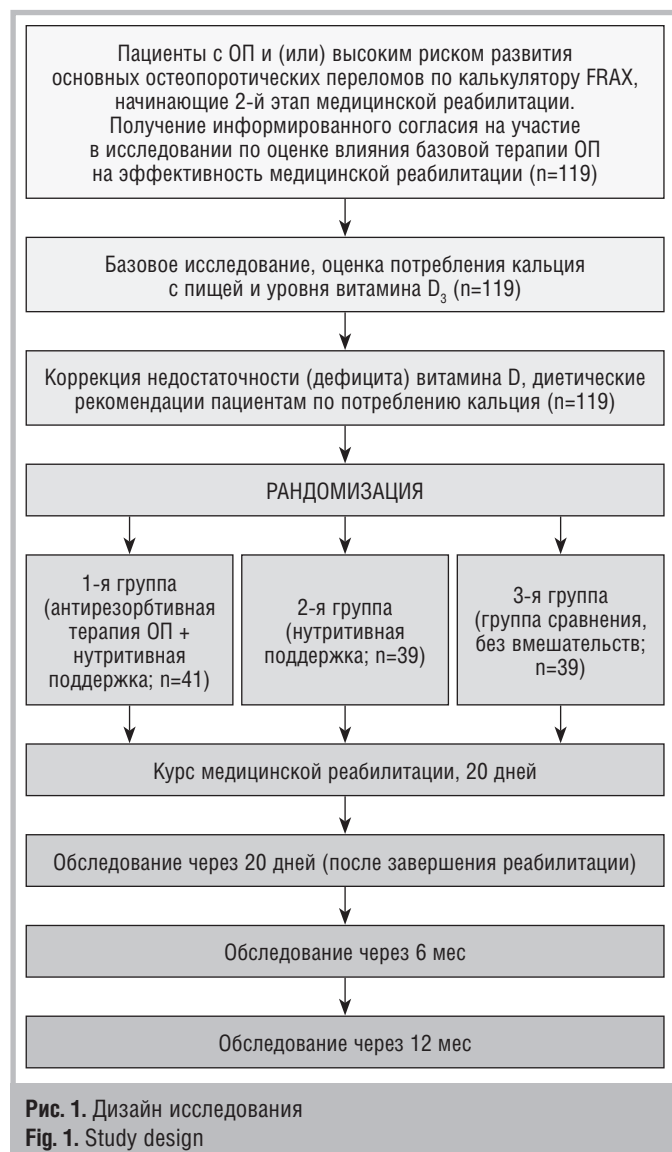 Пациенты с ОП и (или) высоким риском развития
основных остеопоротических переломов по калькулятору FRAX,
начинающие 2-й этап медицинской реабилитации.
Получение информированного согласия на участие
в исследовании по оценке влияния базовой терапии ОП
на эффективность медицинской реабилитации (n=119)
Базовое исследование, оценка потребления кальция
с пищей и уровня витамина D₃ (n=119)
Коррекция недостаточности (дефицита) витамина D, диетические
рекомендации пациентам по потреблению кальция (n=119)
РАНДОМИЗАЦИЯ
1-я группа
(антирезорбтивная
терапия ОП +
нутритивная
поддержка; n=41)
2-я группа
(нутритивная
поддержка; n=39)
3-я группа
(группа сравнения,
без вмешательств;
n=39)
Курс медицинской реабилитации, 20 дней
Обследование через 20 дней (после завершения реабилитации)
Обследование через 6 мес
Обследование через 12 мес
Рис. 1. Дизайн исследования
Fig. 1. Study design